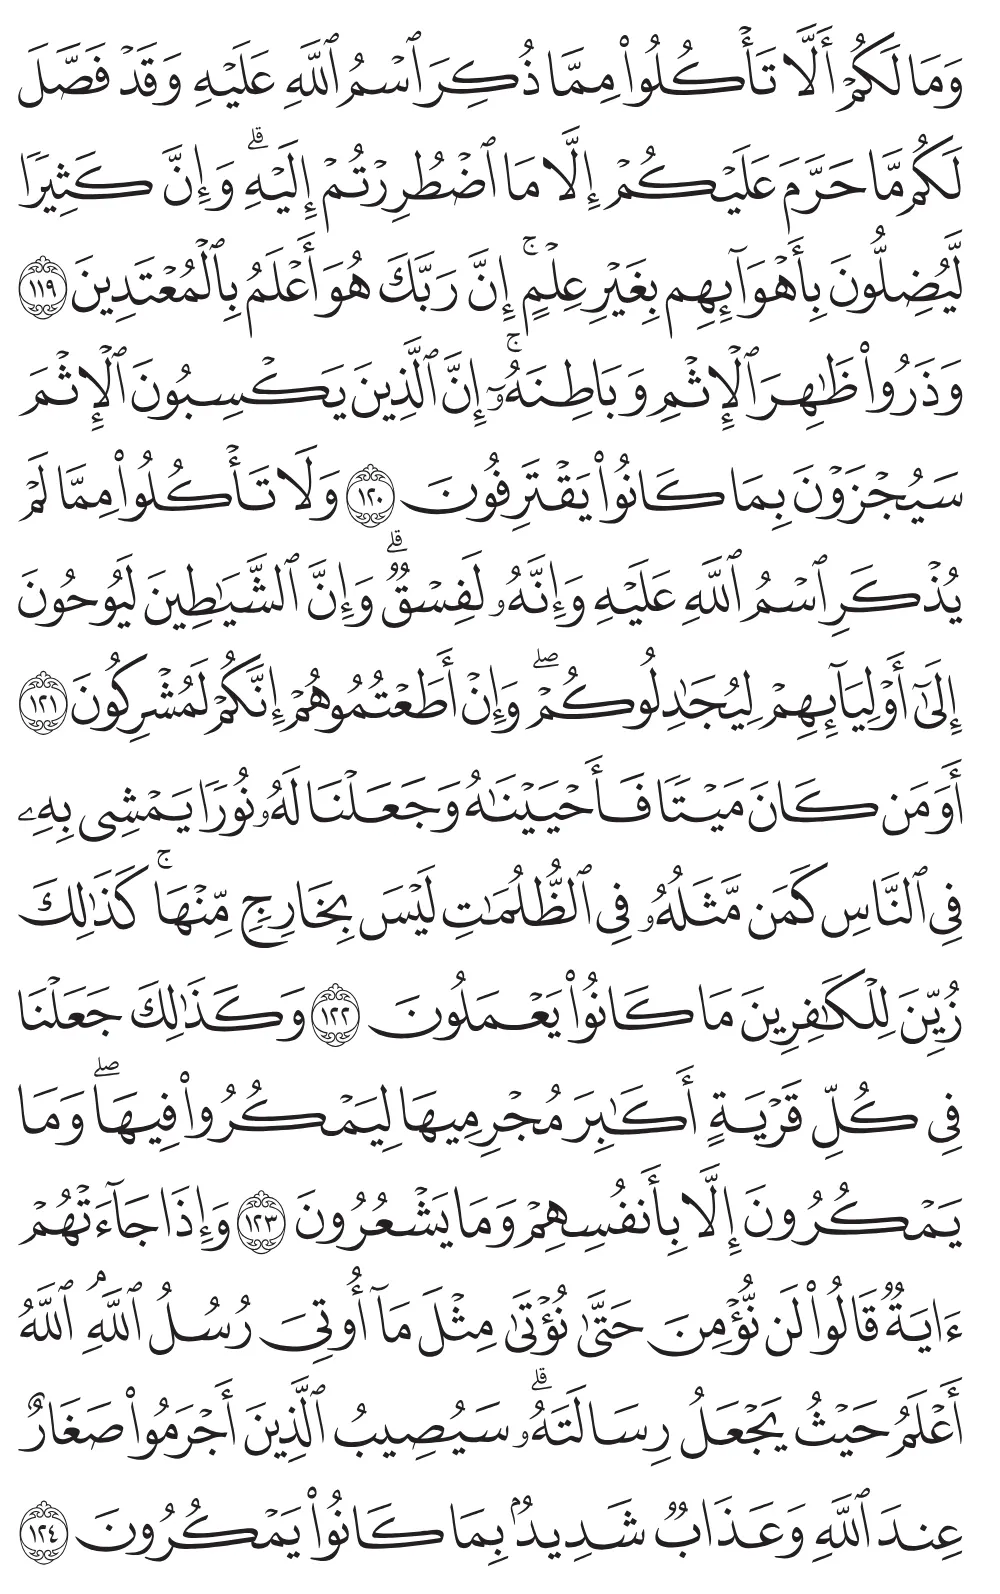 وَمَا لَكُمْ أَلَّا تَأْكُلُوا۟ مِمَّا ذُكِرَ ٱسْمُ ٱللَّهِ عَلَيْهِ وَقَدْ فَصَّلَ
لَكُم مَّا حَرَّمَ عَلَيْكُمْ إِلَّا مَا ٱضْطُرِرْتُمْ إِلَيْهِ ۗ وَإِنَّ كَثِيرًا
لَّيُضِلُّونَ بِأَهْوَآئِهِم بِغَيْرِ عِلْمٍ ۚ إِنَّ رَبَّكَ هُوَ أَعْلَمُ بِٱلْمُعْتَدِينَ ١١٩
وَذَرُوا۟ ظَـٰهِرَ ٱلْإِثْمِ وَبَاطِنَهُۥٓ ۚ إِنَّ ٱلَّذِينَ يَكْسِبُونَ ٱلْإِثْمَ
سَيُجْزَوْنَ بِمَا كَانُوا۟ يَقْتَرِفُونَ ١٢٠ وَلَا تَأْكُلُوا۟ مِمَّا لَمْ
يُذْكَرِ ٱسْمُ ٱللَّهِ عَلَيْهِ وَإِنَّهُۥ لَفِسْقٌ ۗ وَإِنَّ ٱلشَّيَـٰطِينَ لَيُوحُونَ
إِلَىٰٓ أَوْلِيَآئِهِمْ لِيُجَـٰدِلُوكُمْ ۖ وَإِنْ أَطَعْتُمُوهُمْ إِنَّكُمْ لَمُشْرِكُونَ ١٢١
أَوَمَن كَانَ مَيْتًا فَأَحْيَيْنَـٰهُ وَجَعَلْنَا لَهُۥ نُورًا يَمْشِى بِهِۦ
فِى ٱلنَّاسِ كَمَن مَّثَلُهُۥ فِى ٱلظُّلُمَـٰتِ لَيْسَ بِخَارِجٍ مِّنْهَا ۚ كَذَٰلِكَ
زُيِّنَ لِلْكَـٰفِرِينَ مَا كَانُوا۟ يَعْمَلُونَ ١٢٢ وَكَذَٰلِكَ جَعَلْنَا
فِى كُلِّ قَرْيَةٍ أَكَـٰبِرَ مُجْرِمِيهَا لِيَمْكُرُوا۟ فِيهَا ۖ وَمَا
يَمْكُرُونَ إِلَّا بِأَنفُسِهِمْ وَمَا يَشْعُرُونَ ١٢٣ وَإِذَا جَآءَتْهُمْ
ءَايَةٌ قَالُوا۟ لَن نُّؤْمِنَ حَتَّىٰ نُؤْتَىٰ مِثْلَ مَآ أُوتِىَ رُسُلُ ٱللَّهِ ۘ ٱللَّهُ
أَعْلَمُ حَيْثُ يَجْعَلُ رِسَالَتَهُۥ ۗ سَيُصِيبُ ٱلَّذِينَ أَجْرَمُوا۟ صَغَارٌ
عِندَ ٱللَّهِ وَعَذَابٌ شَدِيدٌۢ بِمَا كَانُوا۟ يَمْكُرُونَ ١٢٤